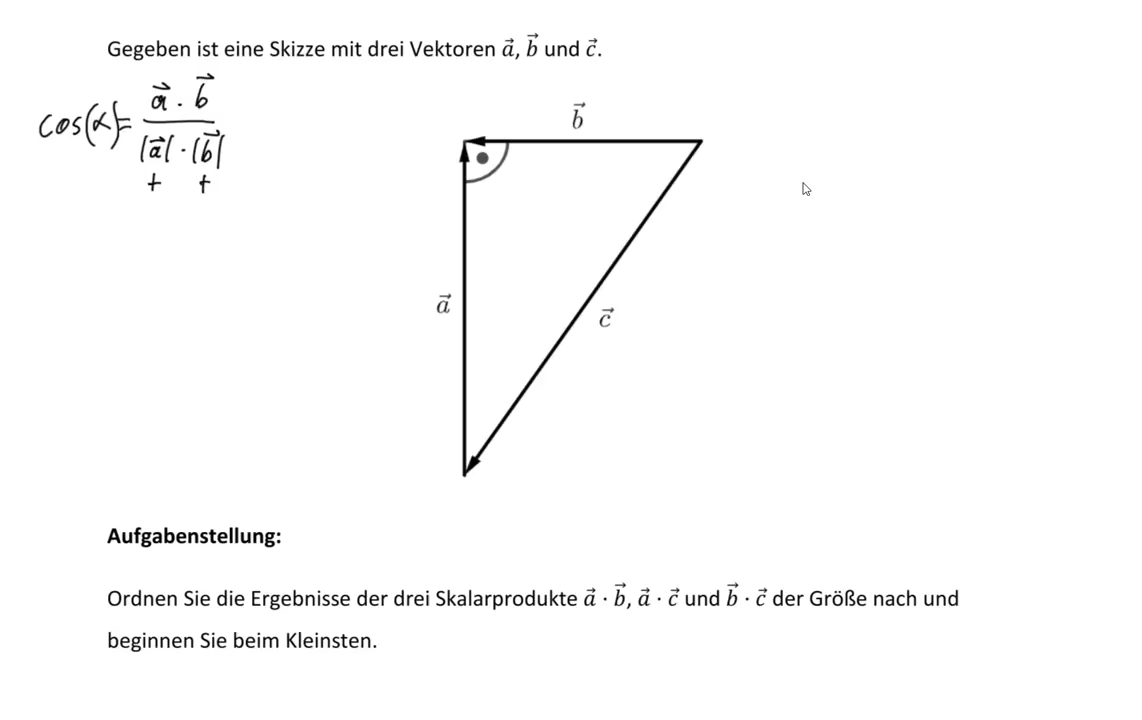 Gegeben ist eine Skizze mit drei Vektoren a⃗, b⃗ und c⃗.
cos(α) = (a⃗ · b⃗) / (|a⃗| · |b⃗|)
+ +
b⃗
a⃗
c⃗
Aufgabenstellung:
Ordnen Sie die Ergebnisse der drei Skalarprodukte a⃗ · b⃗, a⃗ · c⃗ und b⃗ · c⃗ der Größe nach und
beginnen Sie beim Kleinsten.